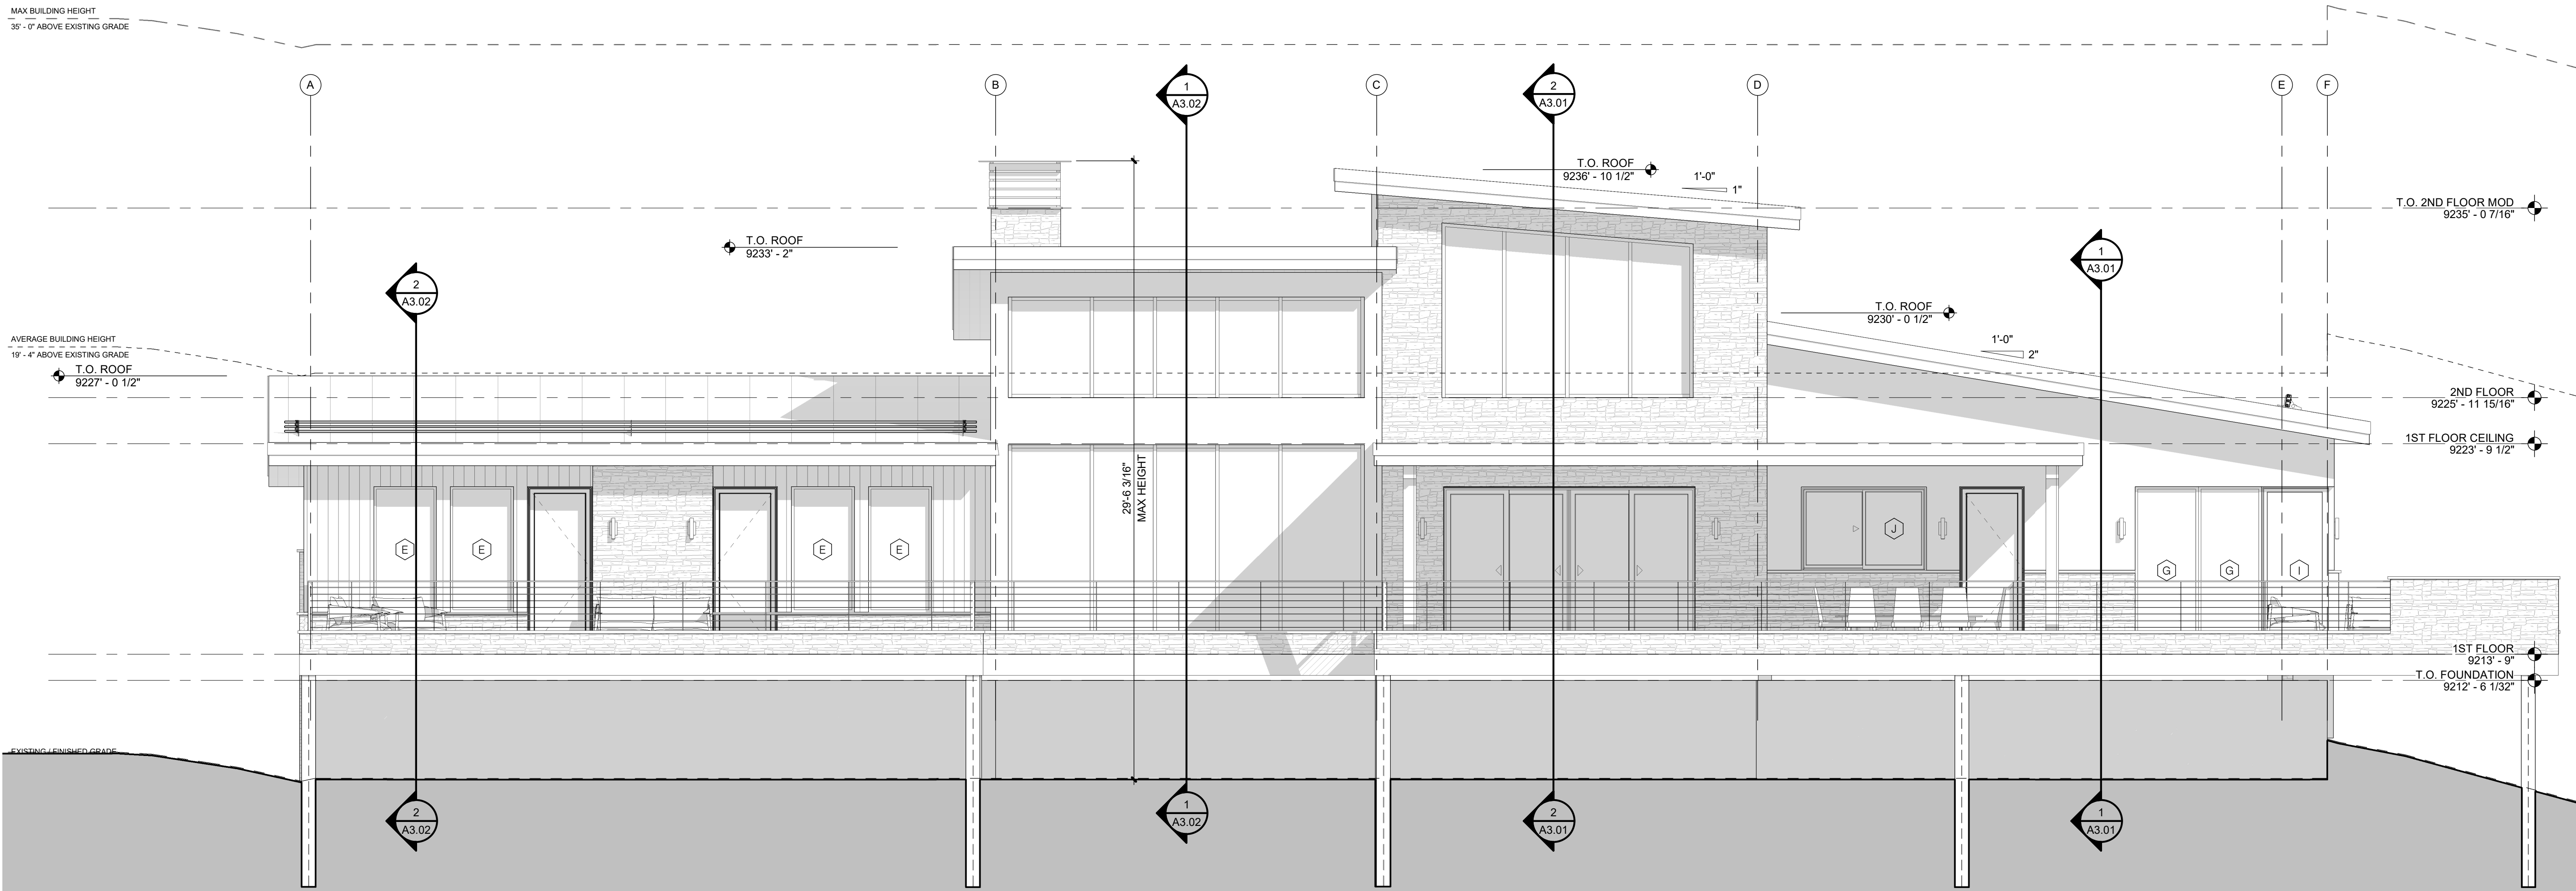 MAX BUILDING HEIGHT
35' - 0" ABOVE EXISTING GRADE
A
B
C
D
E
F
1
A3.02
2
A3.01
T.O. ROOF
9236' - 10 1/2"
1'-0"
1"
T.O. 2ND FLOOR MOD
9235' - 0 7/16"
T.O. ROOF
9233' - 2"
1
A3.01
2
A3.02
T.O. ROOF
9230' - 0 1/2"
1'-0"
2"
AVERAGE BUILDING HEIGHT
19' - 4" ABOVE EXISTING GRADE
T.O. ROOF
9227' - 0 1/2"
2ND FLOOR
9225' - 11 15/16"
1ST FLOOR CEILING
9223' - 9 1/2"
29'-6 3/16"
MAX HEIGHT
E
E
E
E
J
G
G
I
1ST FLOOR
9213' - 9"
T.O. FOUNDATION
9212' - 6 1/32"
EXISTING / FINISHED GRADE
2
A3.02
1
A3.02
2
A3.01
1
A3.01